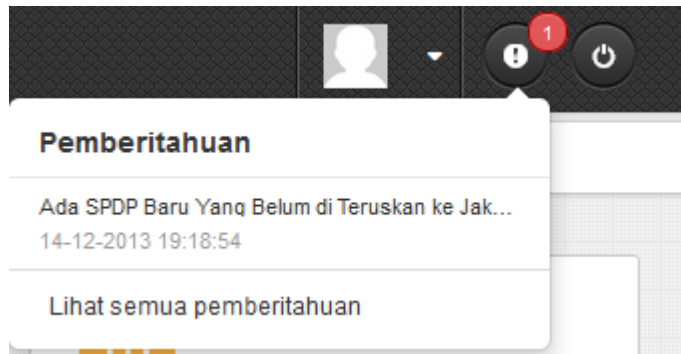 1
Pemberitahuan
Ada SPDP Baru Yang Belum di Teruskan ke Jak...
14-12-2013 19:18:54
Lihat semua pemberitahuan